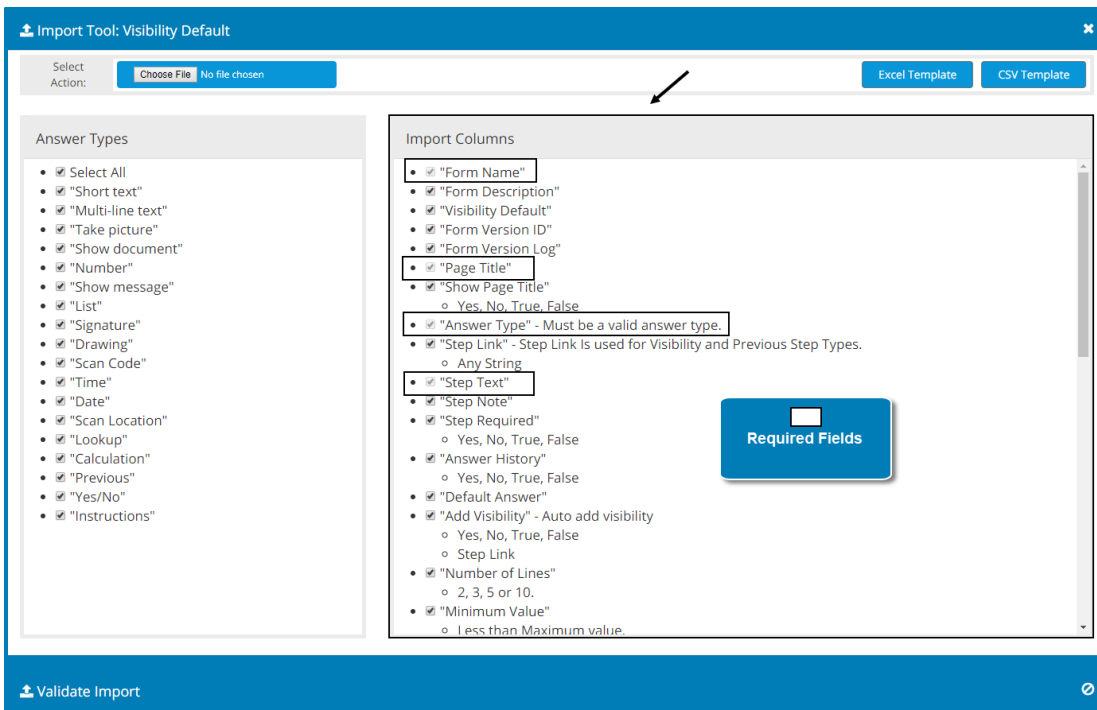 Import Tool: Visibility Default
Select
Action:
Choose File No file chosen
Excel Template
CSV Template
Answer Types
Select All
"Short text"
"Multi-line text"
"Take picture"
"Show document"
"Number"
"Show message"
"List"
"Signature"
"Drawing"
"Scan Code"
"Time"
"Date"
"Scan Location"
"Lookup"
"Calculation"
"Previous"
"Yes/No"
"Instructions"
Import Columns
"Form Name"
"Form Description"
"Visibility Default"
"Form Version ID"
"Form Version Log"
"Page Title"
"Show Page Title"
Yes, No, True, False
"Answer Type" - Must be a valid answer type.
"Step Link" - Step Link Is used for Visibility and Previous Step Types.
Any String
"Step Text"
"Step Note"
"Step Required"
Yes, No, True, False
"Answer History"
Yes, No, True, False
"Default Answer"
"Add Visibility" - Auto add visibility
Yes, No, True, False
Step Link
"Number of Lines"
2, 3, 5 or 10.
"Minimum Value"
Less than Maximum value.
Required Fields
Validate Import